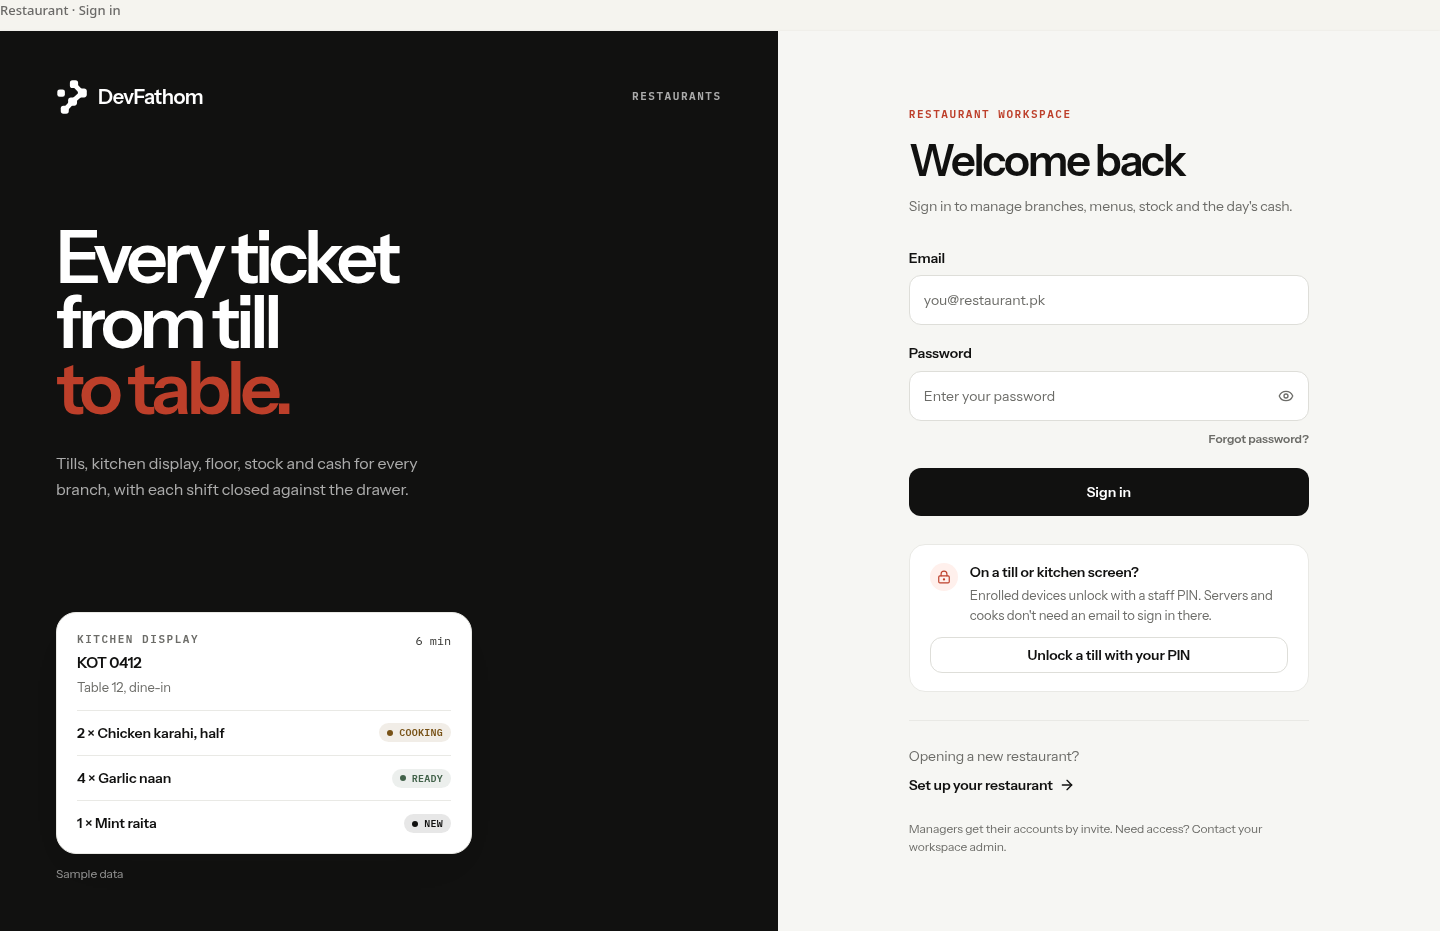 Restaurant · Sign in
DevFathom
RESTAURANTS
Every ticket
from till
to table.
Tills, kitchen display, floor, stock and cash for every
branch, with each shift closed against the drawer.
KITCHEN DISPLAY
6 min
KOT 0412
Table 12, dine-in
2 × Chicken karahi, half
COOKING
4 × Garlic naan
READY
1 × Mint raita
NEW
Sample data
RESTAURANT WORKSPACE
Welcome back
Sign in to manage branches, menus, stock and the day's cash.
Email
you@restaurant.pk
Password
Enter your password
Forgot password?
Sign in
On a till or kitchen screen?
Enrolled devices unlock with a staff PIN. Servers and
cooks don't need an email to sign in there.
Unlock a till with your PIN
Opening a new restaurant?
Set up your restaurant →
Managers get their accounts by invite. Need access? Contact your
workspace admin.